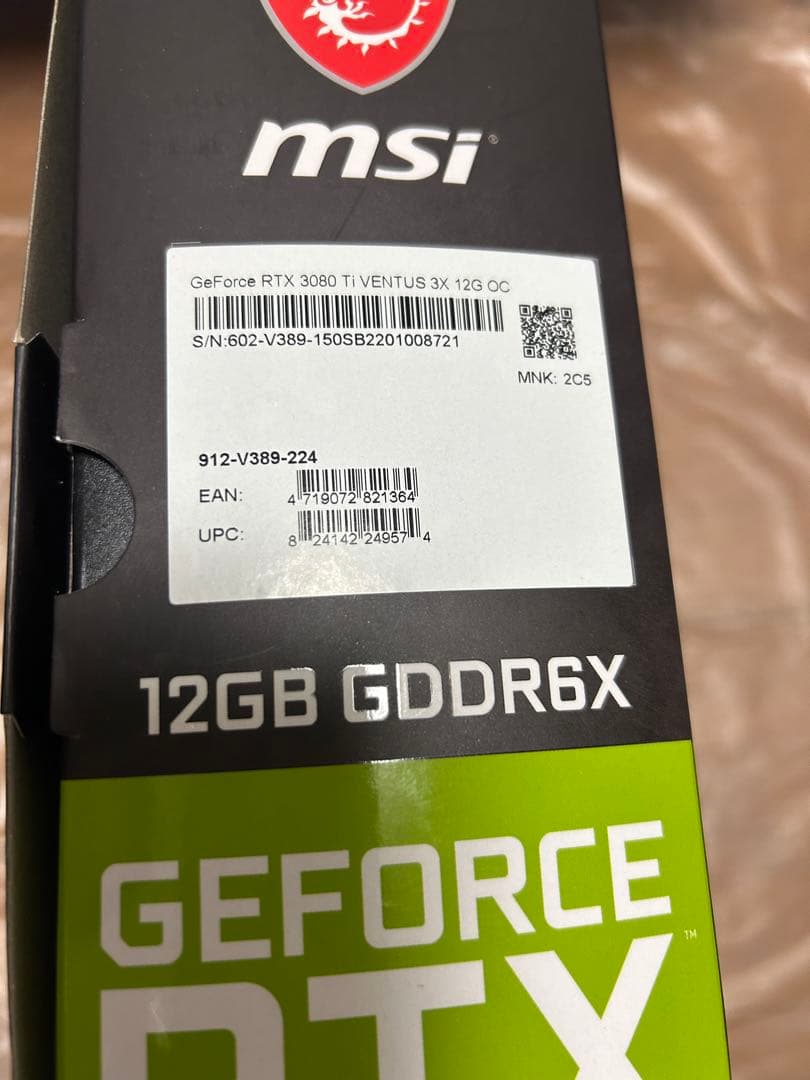 msi®
GeForce RTX 3080 Ti VENTUS 3X 12G OC
S/N:602-V389-150SB2201008721
MNK: 2C5
912-V389-224
EAN: 4 719072 821364
UPC: 8 24142 24957 4
12GB GDDR6X
GEFORCE
RTX™